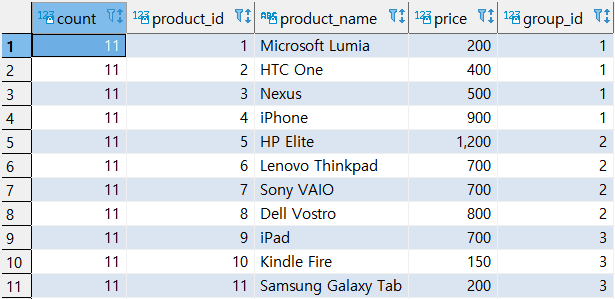 123 count 123 product_id ABC product_name 123 price 123 group_id
1 11 1 Microsoft Lumia 200 1
2 11 2 HTC One 400 1
3 11 3 Nexus 500 1
4 11 4 iPhone 900 1
5 11 5 HP Elite 1,200 2
6 11 6 Lenovo Thinkpad 700 2
7 11 7 Sony VAIO 700 2
8 11 8 Dell Vostro 800 2
9 11 9 iPad 700 3
10 11 10 Kindle Fire 150 3
11 11 11 Samsung Galaxy Tab 200 3